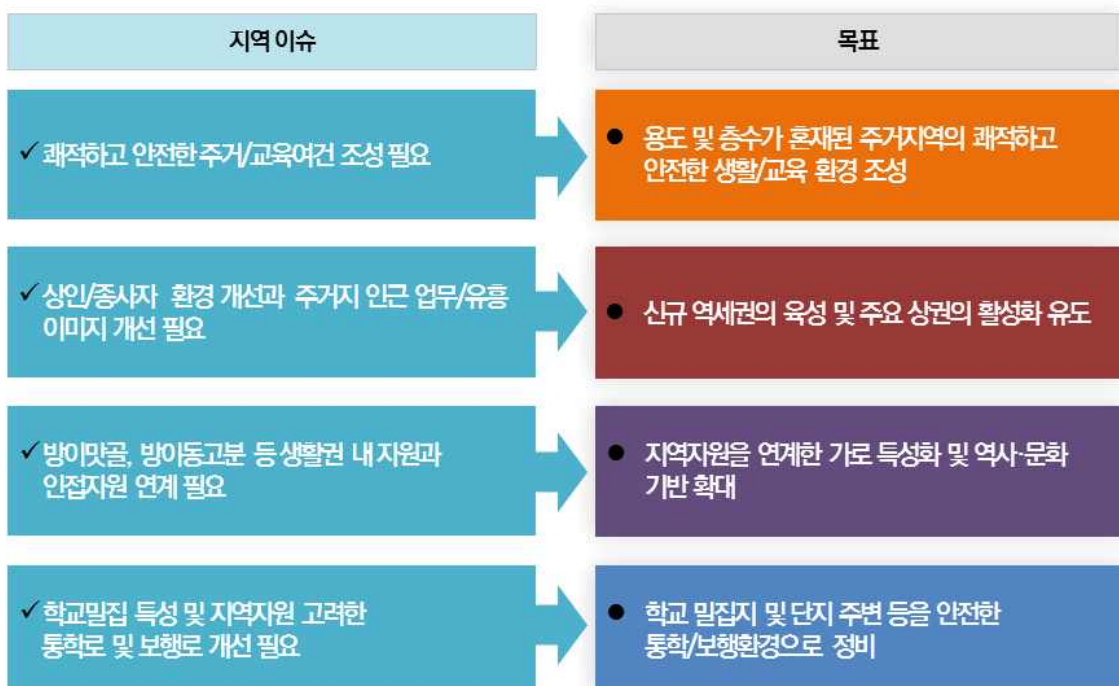 지역 이슈
목표
✓ 쾌적하고 안전한 주거/교육여건 조성 필요
● 용도 및 층수가 혼재된 주거지역의 쾌적하고
안전한 생활/교육 환경 조성
✓ 상인/종사자 환경 개선과 주거지 인근 업무/유흥
이미지 개선 필요
● 신규 역세권의 육성 및 주요 상권의 활성화 유도
✓ 방이맛골, 방이동고분 등 생활권 내 자원과
인접자원 연계 필요
● 지역자원을 연계한 가로 특성화 및 역사·문화
기반 확대
✓ 학교밀집 특성 및 지역자원 고려한
통학로 및 보행로 개선 필요
● 학교 밀집지 및 단지 주변 등을 안전한
통학/보행환경으로 정비